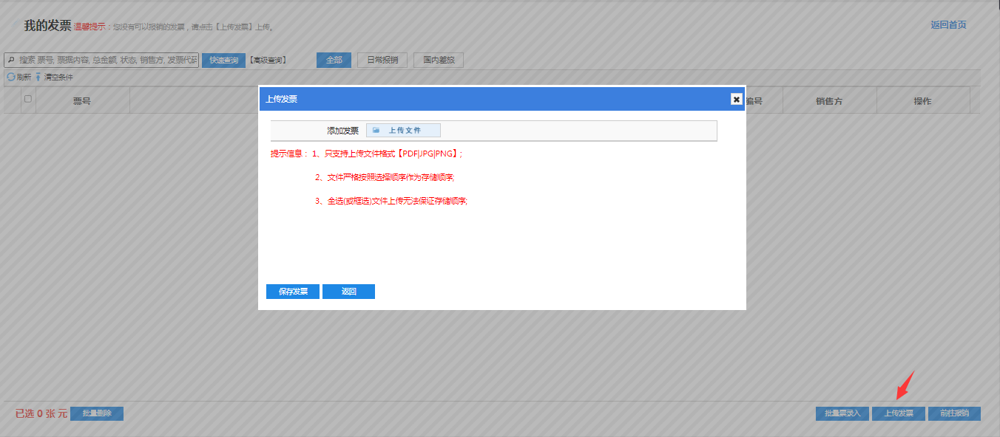 我的发票 温馨提示：您没有可以报销的发票，请点击【上传发票】上传。
返回首页
搜索 票号, 票据内容, 总金额, 状态, 销售方, 发票代码
快速查询 【高级查询】 全部 日常报销 国内差旅
刷新 清空条件
票号 编号 销售方 操作
上传发票
添加发票 上传文件
提示信息： 1、只支持上传文件格式【PDF|JPG|PNG】;
2、文件严格按照选择顺序作为存储顺序;
3、全选(或框选)文件上传无法保证存储顺序;
保存发票 返回
已选 0 张 元 批量删除 批量票录入 上传发票 前往报销